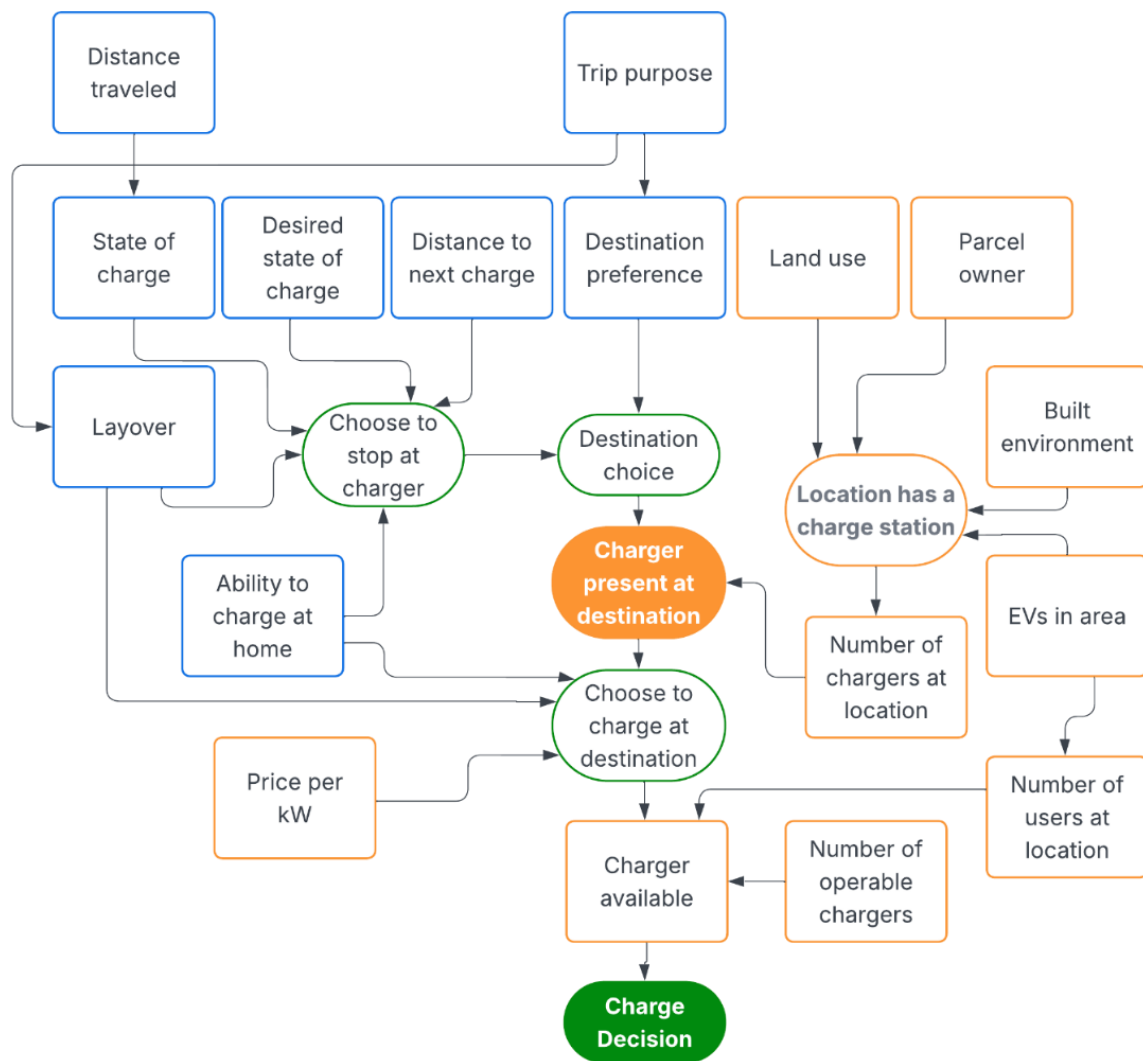 Distance
traveled
Trip purpose
State of
charge
Desired
state of
charge
Distance to
next charge
Destination
preference
Land use
Parcel
owner
Layover
Choose to
stop at
charger
Destination
choice
Location has a
charge station
Built
environment
Ability to
charge at
home
Charger
present at
destination
Number of
chargers at
location
EVs in area
Choose to
charge at
destination
Price per
kW
Charger
available
Number of
operable
chargers
Number of
users at
location
Charge
Decision